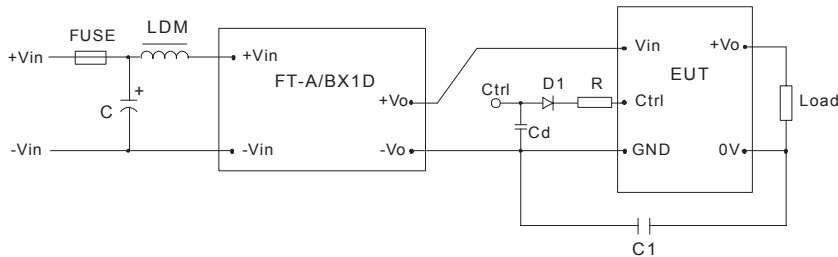 FUSE
LDM
+Vin
+Vin
FT-A/BX1D
+Vo
C
+
-Vin
-Vin
-Vo
Ctrl
D1
R
Cd
Vin
+Vo
EUT
Ctrl
GND
0V
Load
C1